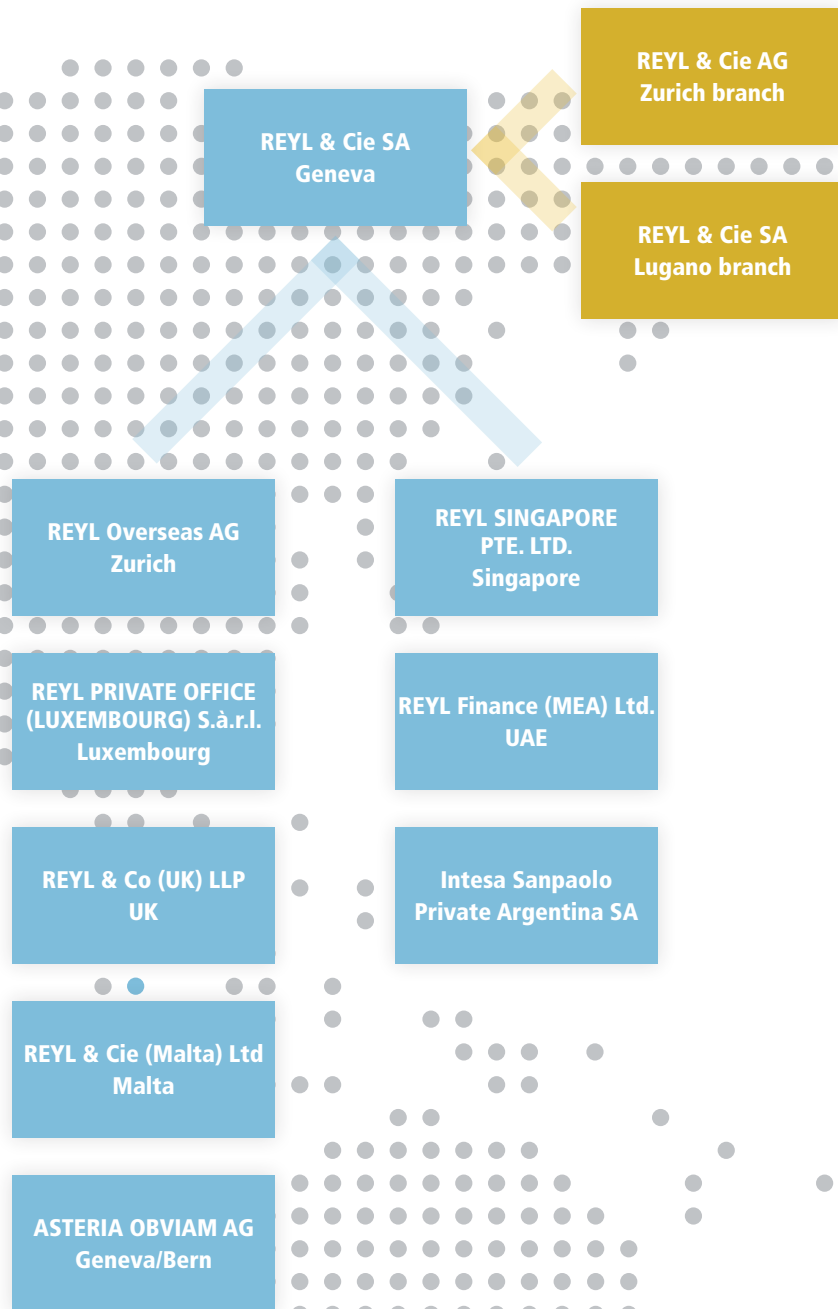 REYL & Cie AG
Zurich branch
REYL & Cie SA
Geneva
REYL & Cie SA
Lugano branch
REYL Overseas AG
Zurich
REYL SINGAPORE
PTE. LTD.
Singapore
REYL PRIVATE OFFICE
(LUXEMBOURG) S.à.r.l.
Luxembourg
REYL Finance (MEA) Ltd.
UAE
REYL & Co (UK) LLP
UK
Intesa Sanpaolo
Private Argentina SA
REYL & Cie (Malta) Ltd
Malta
ASTERIA OBVIAM AG
Geneva/Bern